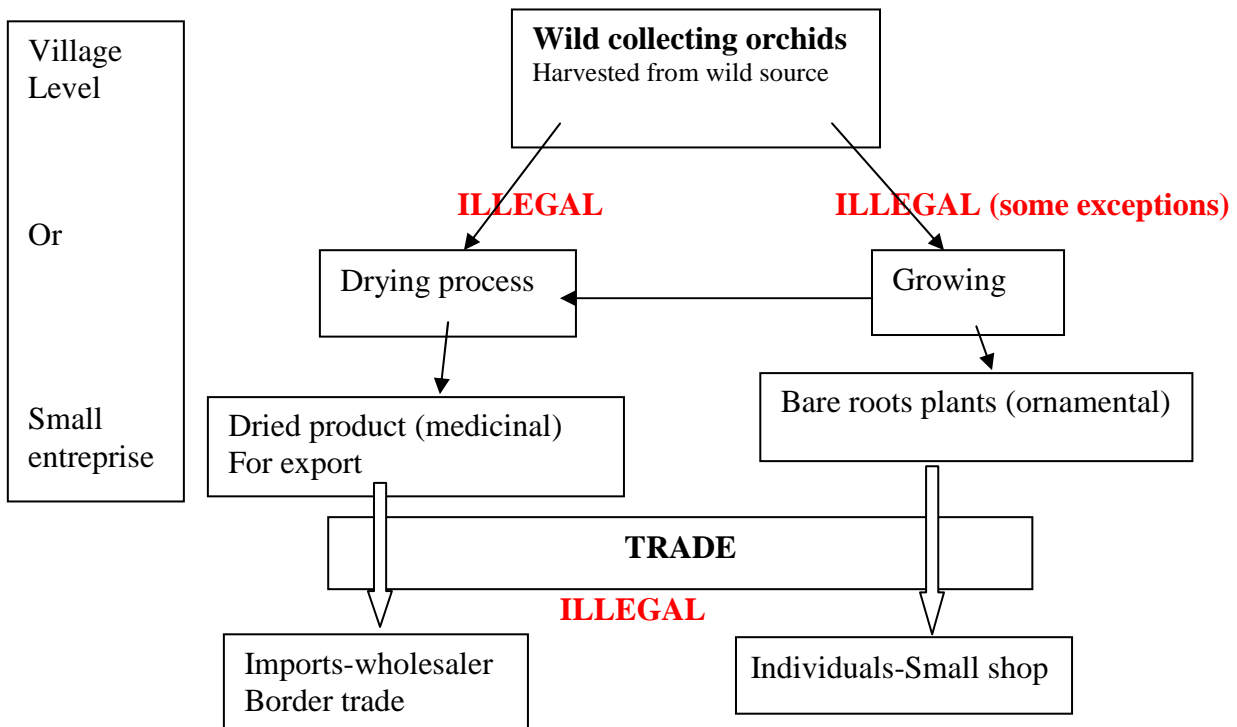 Village
Level
Or
Small
entreprise
Wild collecting orchids
Harvested from wild source
ILLEGAL
ILLEGAL (some exceptions)
Drying process
Growing
Dried product (medicinal)
For export
Bare roots plants (ornamental)
TRADE
ILLEGAL
Imports-wholesaler
Border trade
Individuals-Small shop